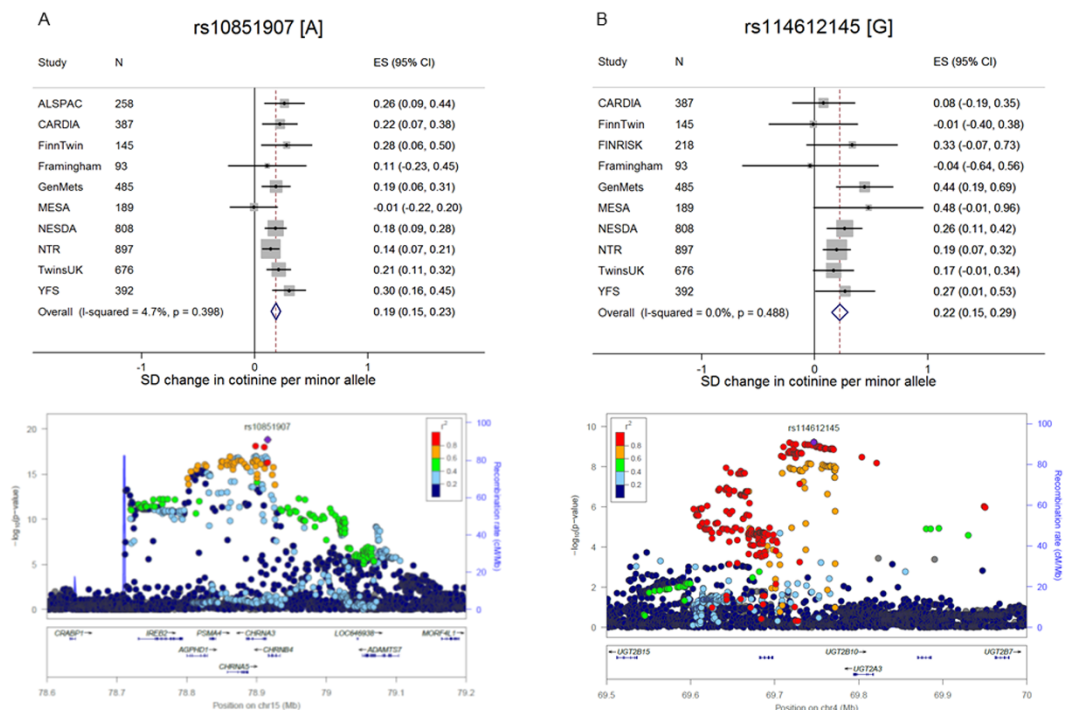 A
rs10851907 [A]
Study N ES (95% CI)
ALSPAC 258 0.26 (0.09, 0.44)
CARDIA 387 0.22 (0.07, 0.38)
FinnTwin 145 0.28 (0.06, 0.50)
Framingham 93 0.11 (-0.23, 0.45)
GenMets 485 0.19 (0.06, 0.31)
MESA 189 -0.01 (-0.22, 0.20)
NESDA 808 0.18 (0.09, 0.28)
NTR 897 0.14 (0.07, 0.21)
TwinsUK 676 0.21 (0.11, 0.32)
YFS 392 0.30 (0.16, 0.45)
Overall (I-squared = 4.7%, p = 0.398) 0.19 (0.15, 0.23)
-1 0 1
SD change in cotinine per minor allele
B
rs114612145 [G]
Study N ES (95% CI)
CARDIA 387 0.08 (-0.19, 0.35)
FinnTwin 145 -0.01 (-0.40, 0.38)
FINRISK 218 0.33 (-0.07, 0.73)
Framingham 93 -0.04 (-0.64, 0.56)
GenMets 485 0.44 (0.19, 0.69)
MESA 189 0.48 (-0.01, 0.96)
NESDA 808 0.26 (0.11, 0.42)
NTR 897 0.19 (0.07, 0.32)
TwinsUK 676 0.17 (-0.01, 0.34)
YFS 392 0.27 (0.01, 0.53)
Overall (I-squared = 0.0%, p = 0.488) 0.22 (0.15, 0.29)
-1 0 1
SD change in cotinine per minor allele
rs10851907
r²
0.8
0.6
0.4
0.2
20
15
10
5
0
−log₁₀(p−value)
100
80
60
40
20
0
Recombination rate (cM/Mb)
CRABP1→ IREB2→ PSMA4→ ←CHRNA3 LOC646938→ MORF4L1→
AGPHD1→ ←CHRNB4 ←ADAMTS7
CHRNA5→
78.6 78.7 78.8 78.9 79 79.1 79.2
Position on chr15 (Mb)
rs114612145
r²
0.8
0.6
0.4
0.2
10
8
6
4
2
0
−log₁₀(p−value)
100
80
60
40
20
0
Recombination rate (cM/Mb)
←UGT2B15 UGT2B10→ ←UGT2B7
←UGT2A3
69.5 69.6 69.7 69.8 69.9 70
Position on chr4 (Mb)